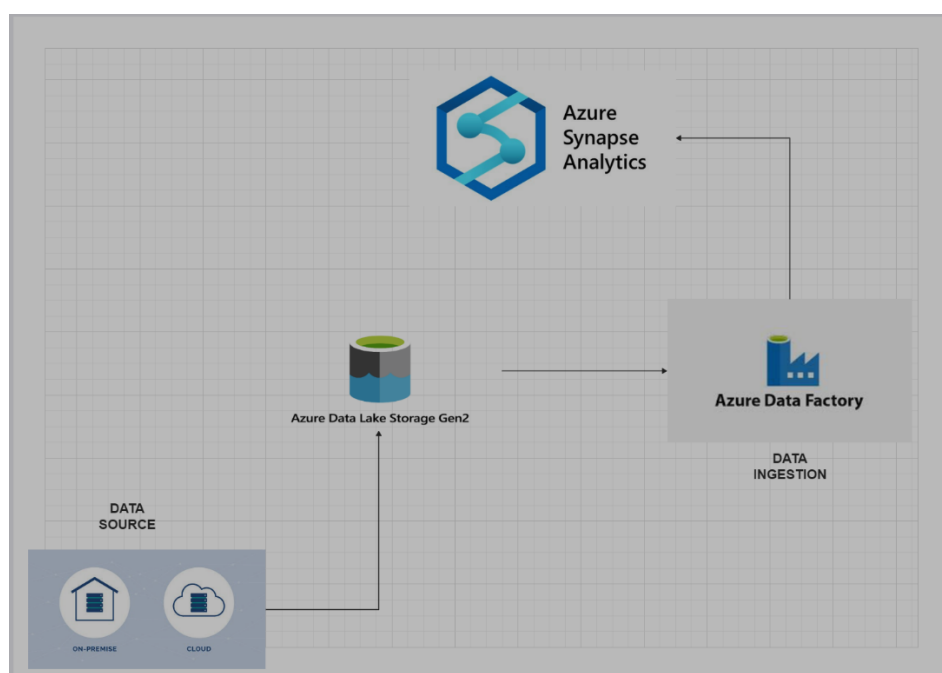 Azure
Synapse
Analytics
Azure Data Lake Storage Gen2
Azure Data Factory
DATA
INGESTION
DATA
SOURCE
ON-PREMISE
CLOUD